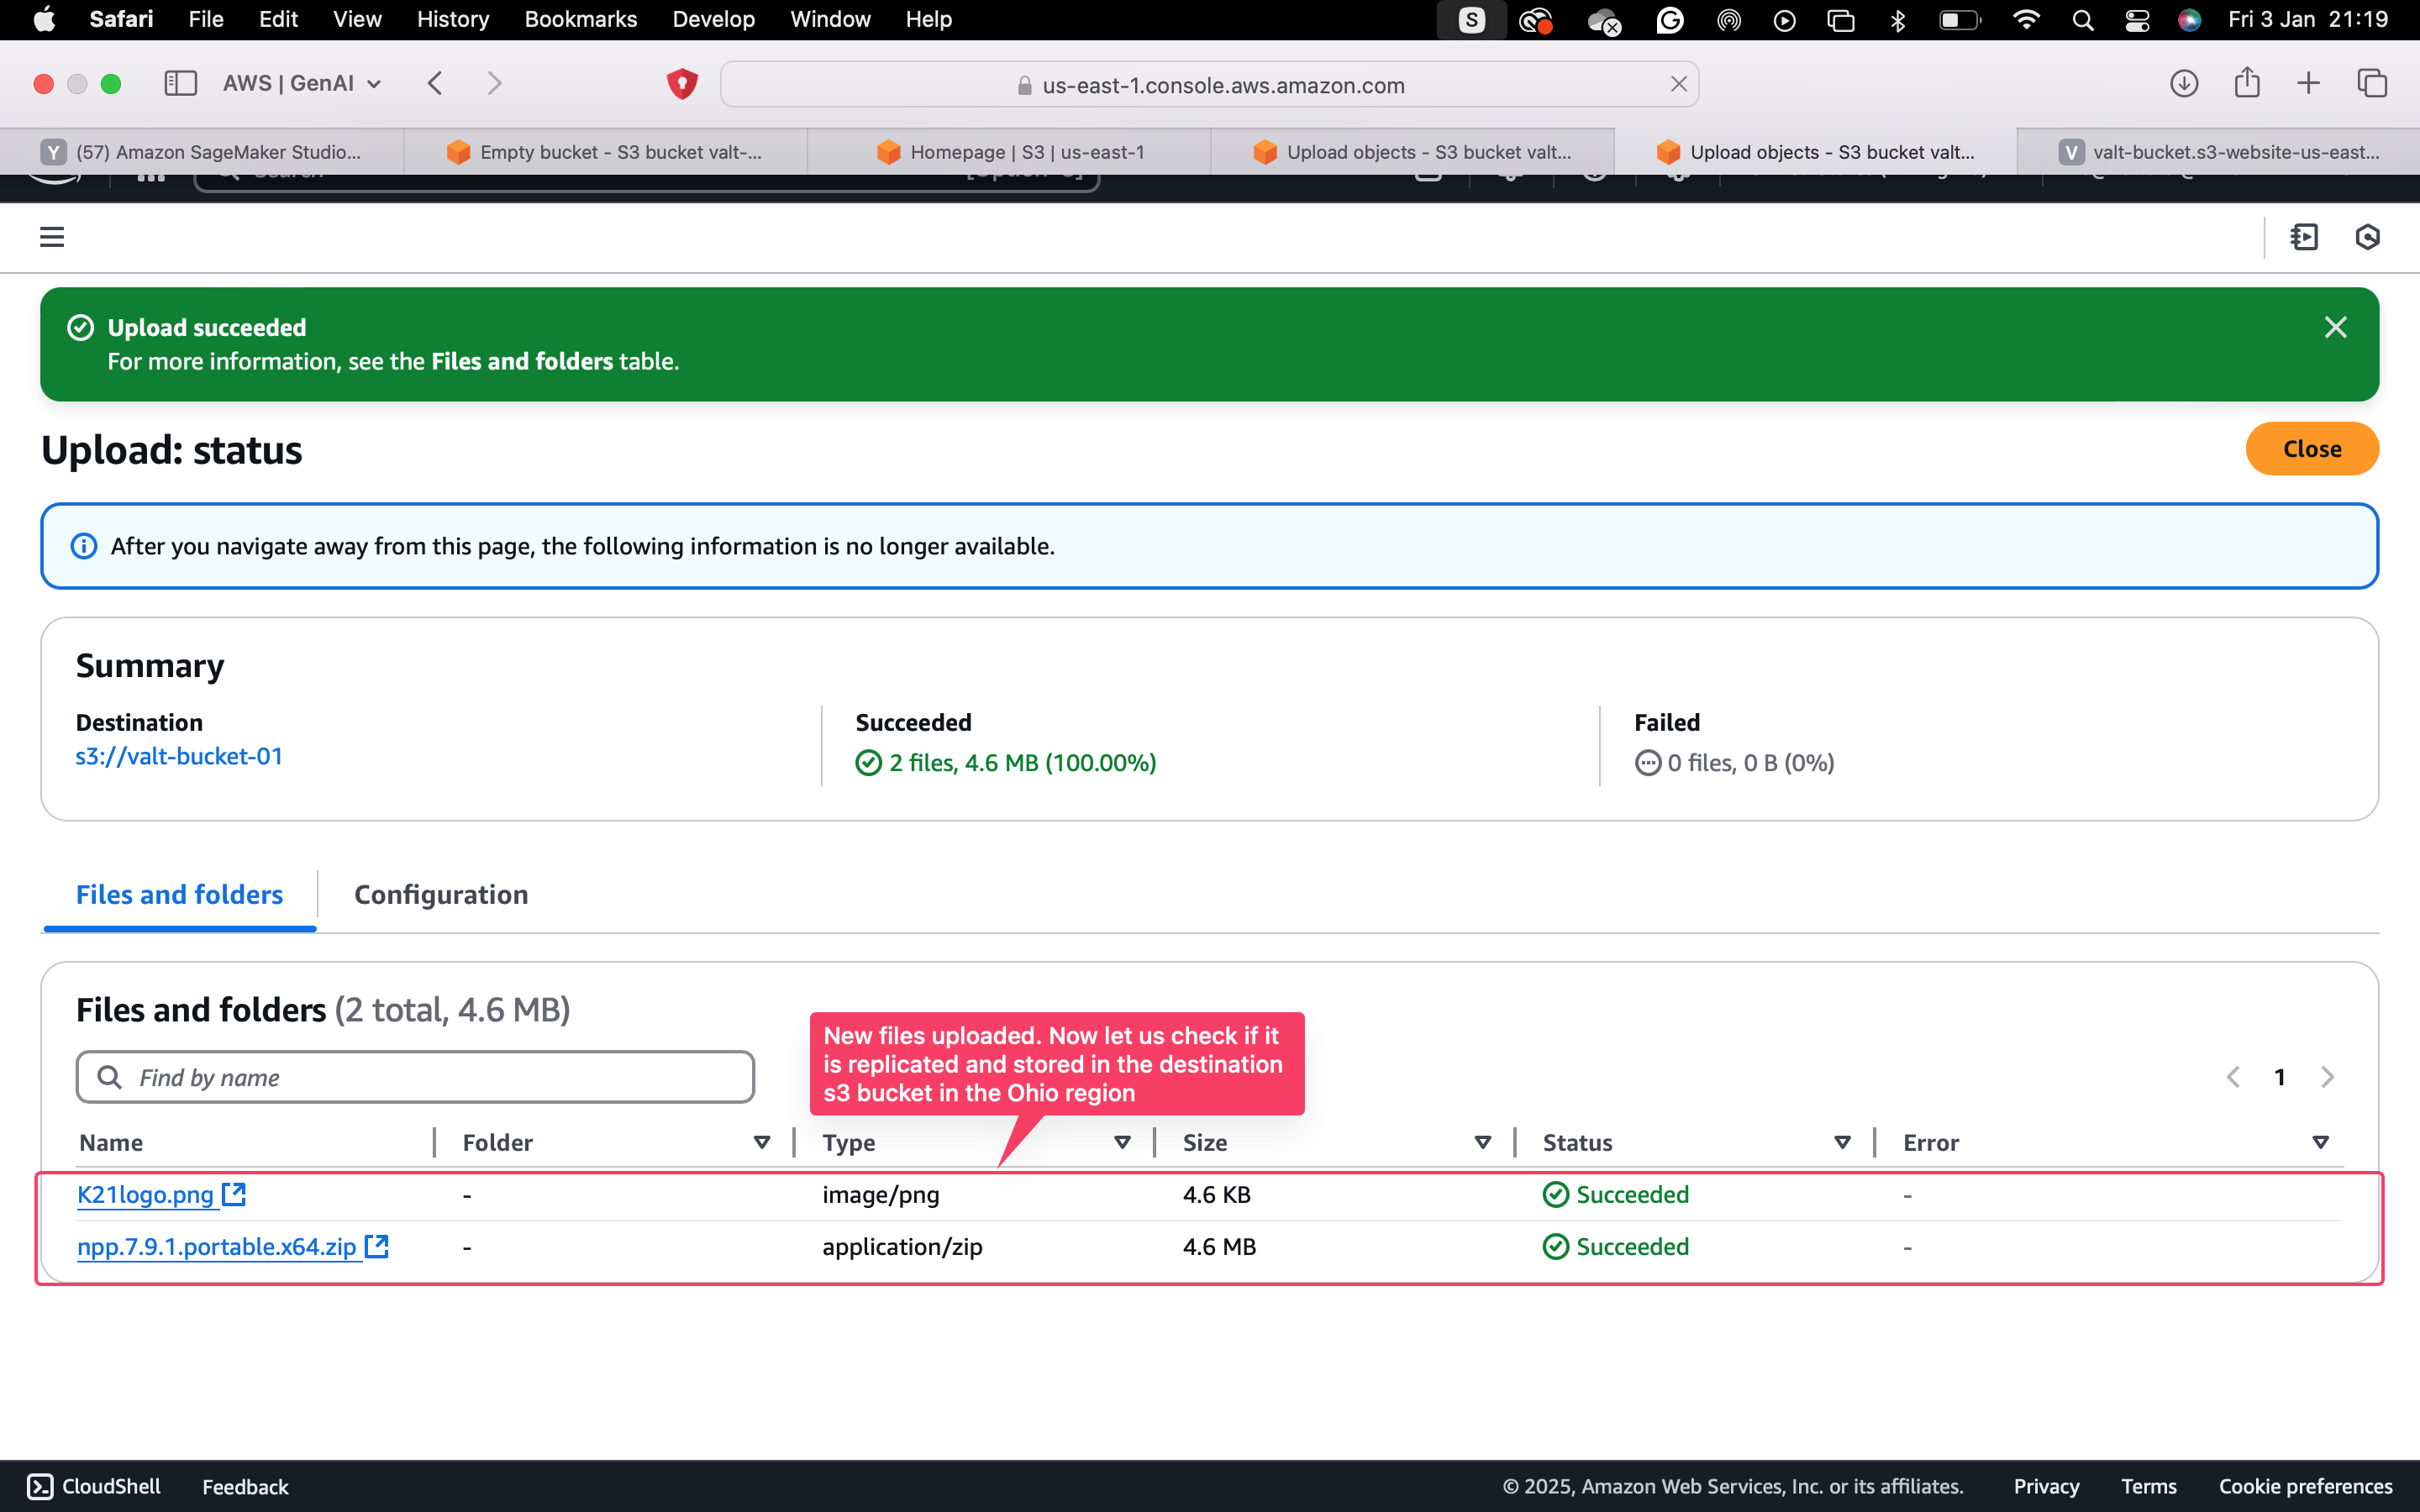 Safari File Edit View History Bookmarks Develop Window Help Fri 3 Jan 21:19
AWS | GenAI us-east-1.console.aws.amazon.com
(57) Amazon SageMaker Studio... Empty bucket - S3 bucket valt-... Homepage | S3 | us-east-1 Upload objects - S3 bucket valt... Upload objects - S3 bucket valt... valt-bucket.s3-website-us-east...
Upload succeeded
For more information, see the Files and folders table.
Upload: status Close
After you navigate away from this page, the following information is no longer available.
Summary
Destination Succeeded Failed
s3://valt-bucket-01 2 files, 4.6 MB (100.00%) 0 files, 0 B (0%)
Files and folders Configuration
Files and folders (2 total, 4.6 MB)
New files uploaded. Now let us check if it
is replicated and stored in the destination
s3 bucket in the Ohio region
Find by name 1
Name Folder Type Size Status Error
K21logo.png - image/png 4.6 KB Succeeded -
npp.7.9.1.portable.x64.zip - application/zip 4.6 MB Succeeded -
CloudShell Feedback © 2025, Amazon Web Services, Inc. or its affiliates. Privacy Terms Cookie preferences